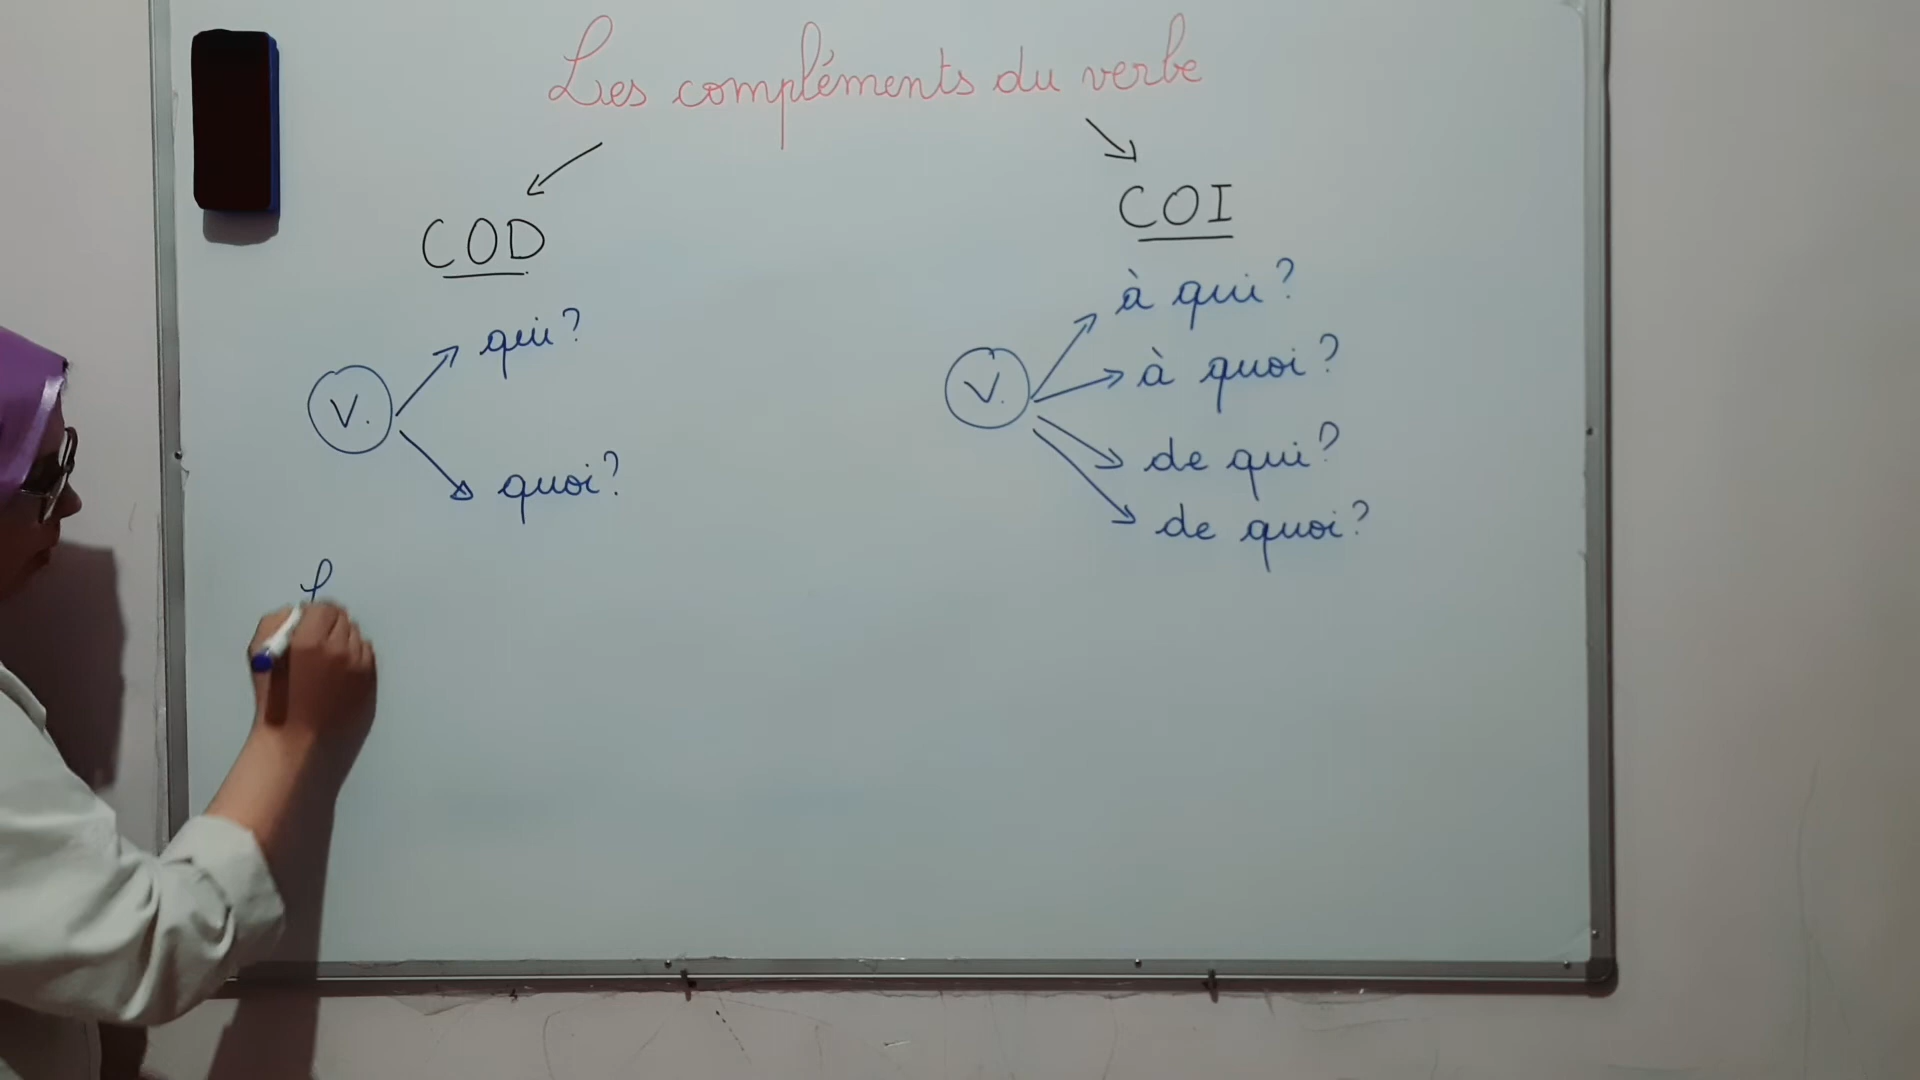 Les compléments du verbe
COD
V.
qui?
quoi?
COI
V.
à qui?
à quoi?
de qui?
de quoi?